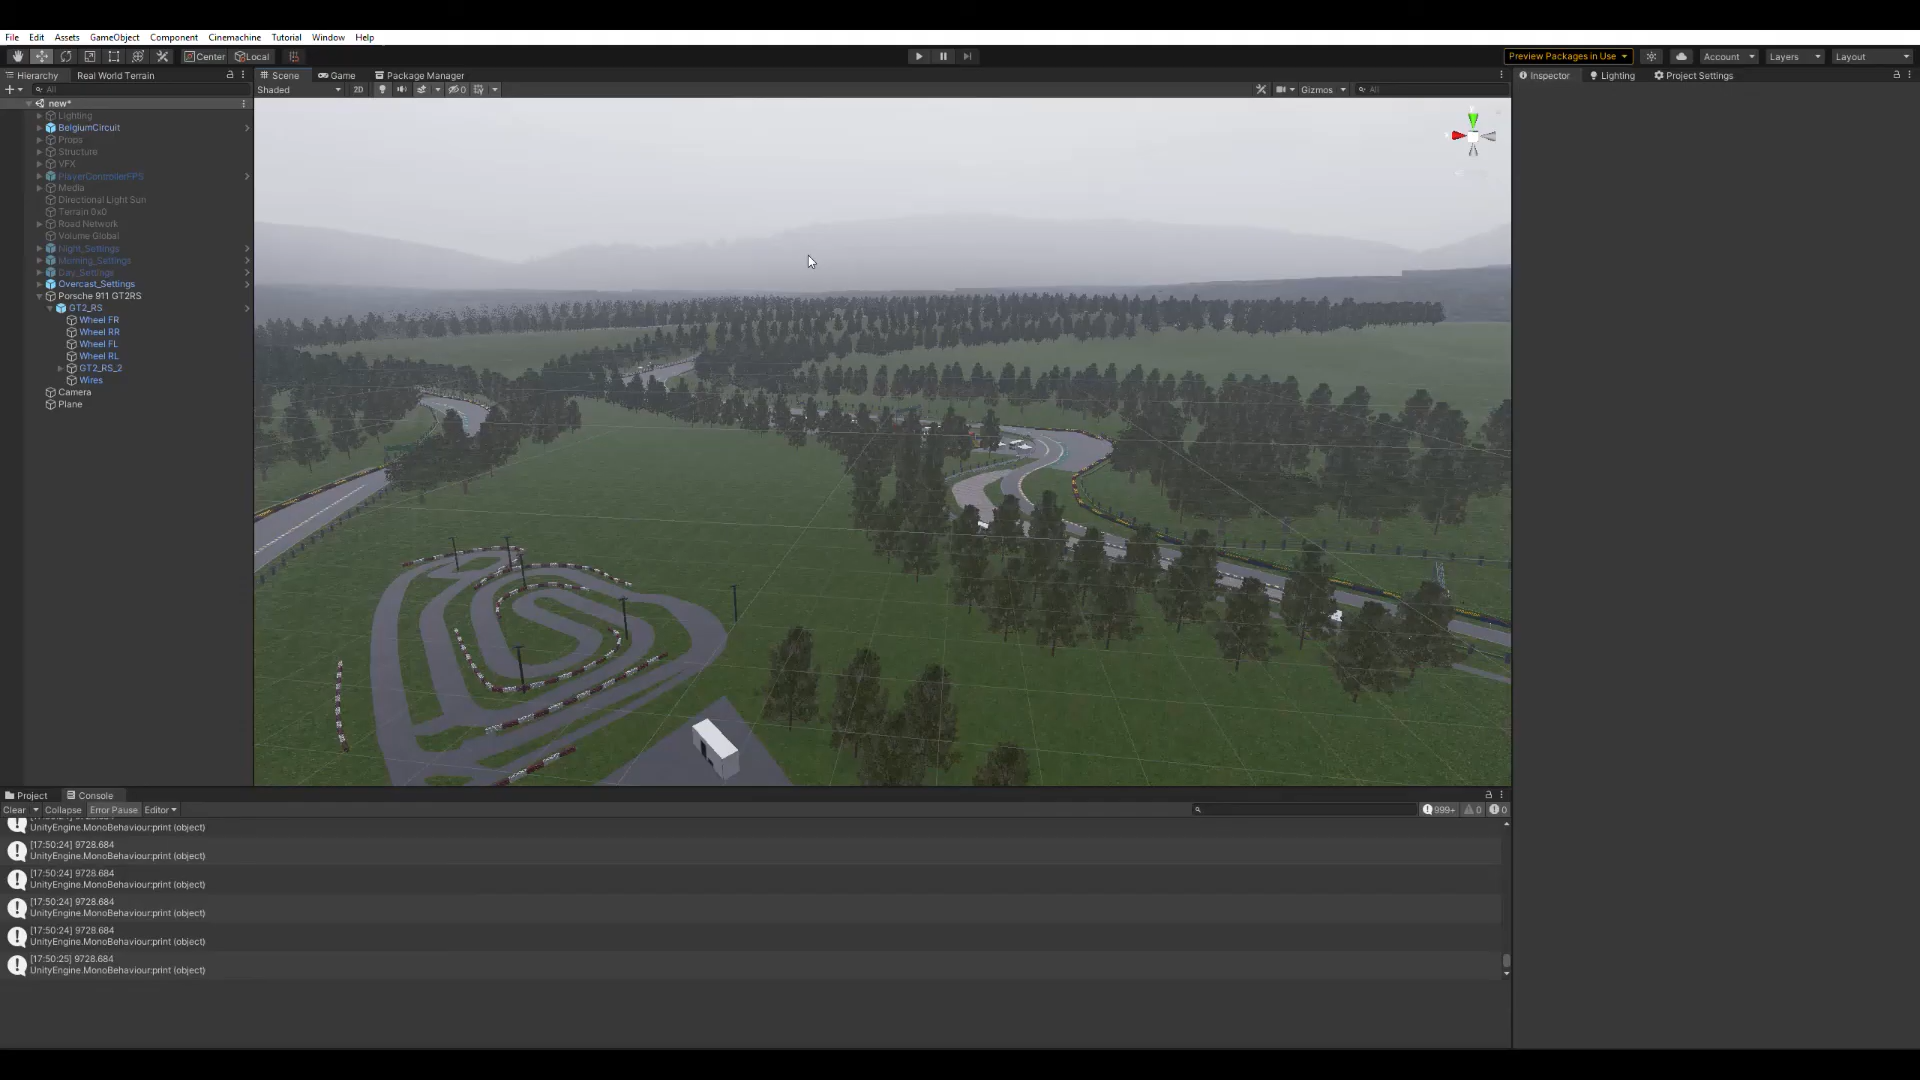 File Edit Assets GameObject Component Cinemachine Tutorial Window Help
Center Local Preview Packages in Use Account Layers Layout
Hierarchy Real World Terrain Scene Game Package Manager Inspector Lighting Project Settings
All Shaded 2D 0 Gizmos All
new*
Lighting
BelgiumCircuit
Props
Structure
VFX
PlayerControllerFPS
Media
Directional Light Sun
Terrain 0x0
Road Network
Volume Global
Night_Settings
Morning_Settings
Day_Settings
Overcast_Settings
Porsche 911 GT2RS
GT2_RS
Wheel FR
Wheel RR
Wheel FL
Wheel RL
GT2_RS_2
Wires
Camera
Plane
Project Console
Clear Collapse Error Pause Editor 999+ 0 0
UnityEngine.MonoBehaviour:print (object)
[17:50:24] 9728.684
UnityEngine.MonoBehaviour:print (object)
[17:50:24] 9728.684
UnityEngine.MonoBehaviour:print (object)
[17:50:24] 9728.684
UnityEngine.MonoBehaviour:print (object)
[17:50:24] 9728.684
UnityEngine.MonoBehaviour:print (object)
[17:50:25] 9728.684
UnityEngine.MonoBehaviour:print (object)